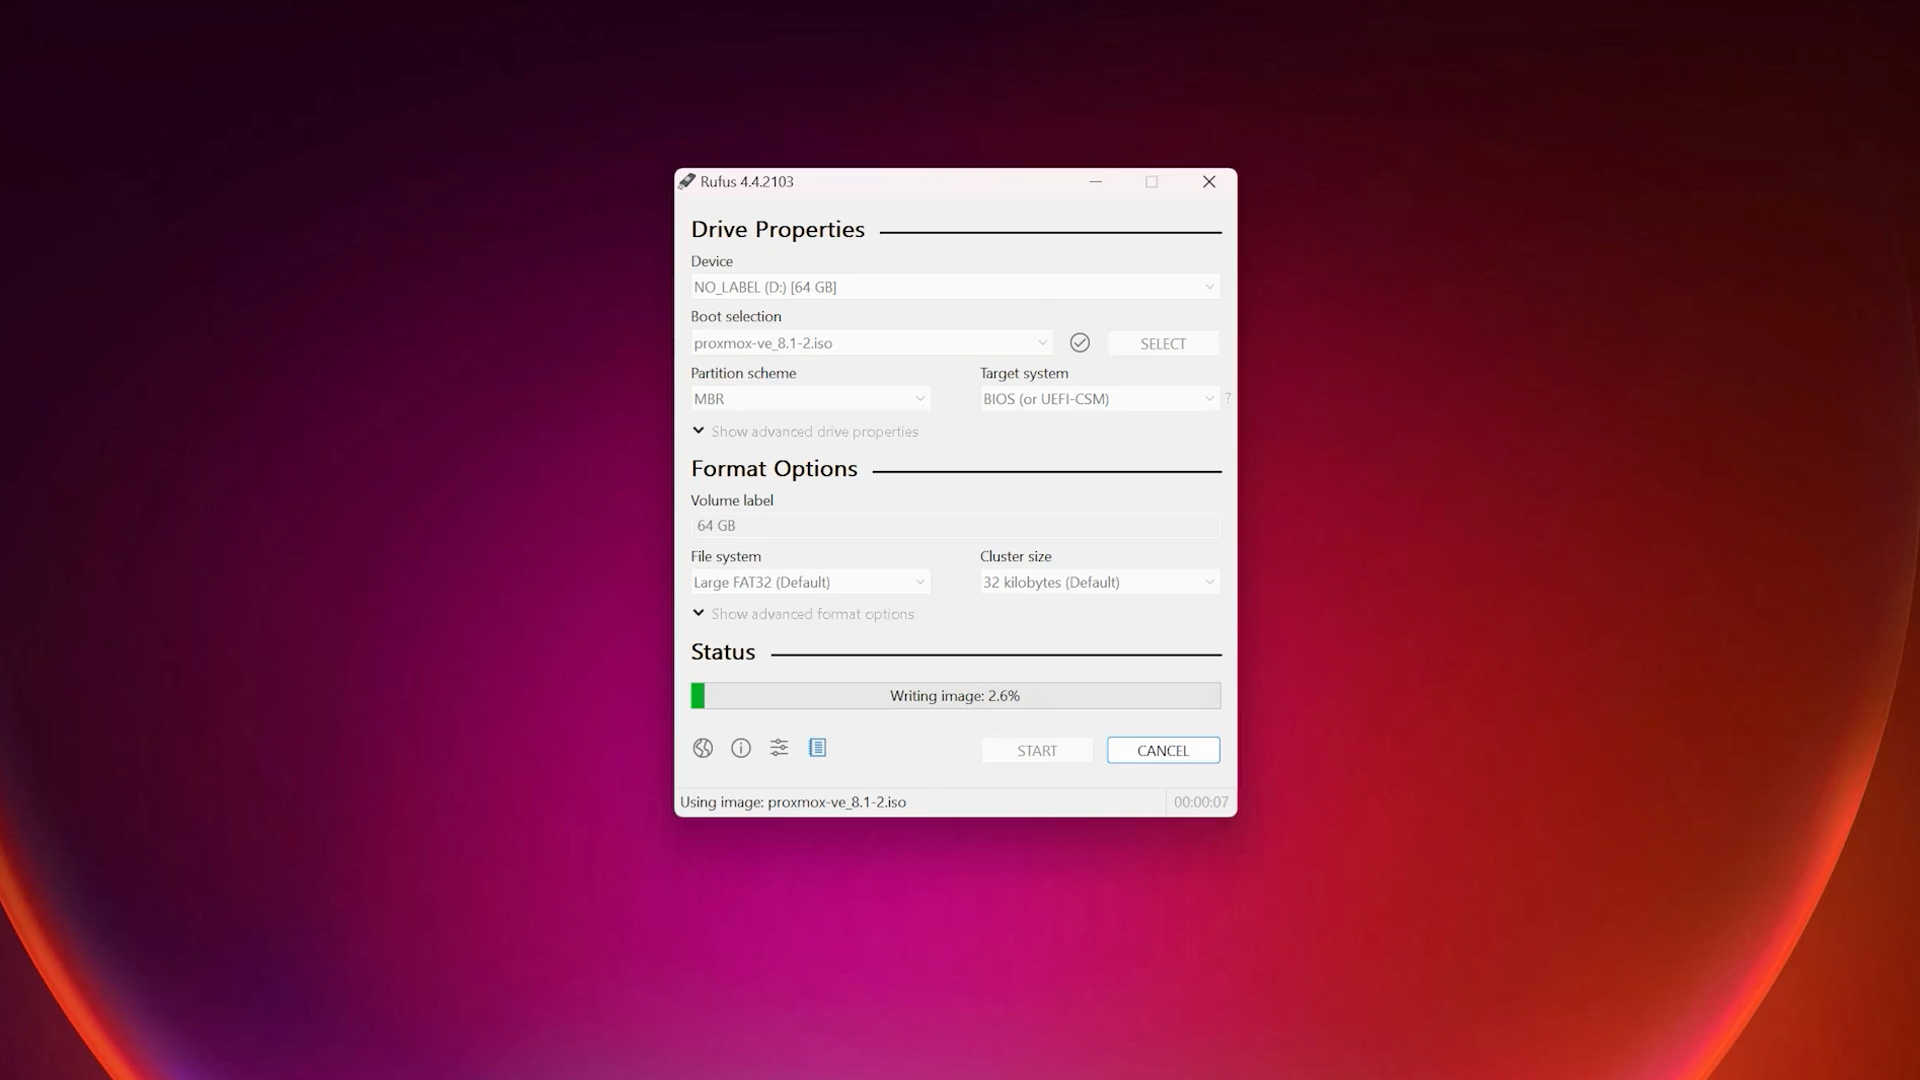 Rufus 4.4.2103
Drive Properties
Device
NO_LABEL (D:) [64 GB]
Boot selection
proxmox-ve_8.1-2.iso
SELECT
Partition scheme
Target system
MBR
BIOS (or UEFI-CSM)
?
Show advanced drive properties
Format Options
Volume label
64 GB
File system
Cluster size
Large FAT32 (Default)
32 kilobytes (Default)
Show advanced format options
Status
Writing image: 2.6%
START
CANCEL
Using image: proxmox-ve_8.1-2.iso
00:00:07